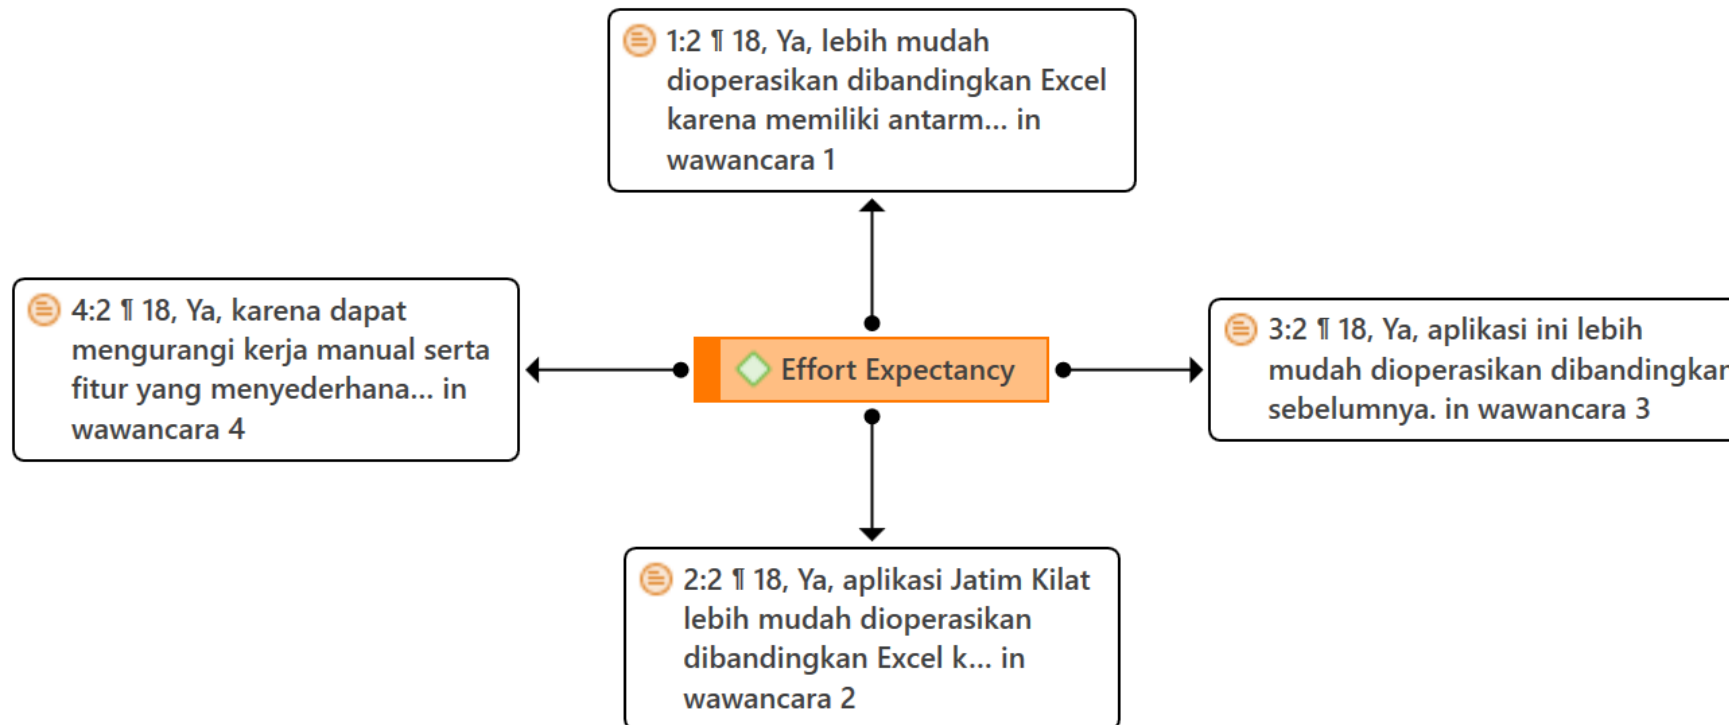 1:2 ¶ 18, Ya, lebih mudah
dioperasikan dibandingkan Excel
karena memiliki antarm... in
wawancara 1
4:2 ¶ 18, Ya, karena dapat
mengurangi kerja manual serta
fitur yang menyederhana... in
wawancara 4
Effort Expectancy
3:2 ¶ 18, Ya, aplikasi ini lebih
mudah dioperasikan dibandingkan
sebelumnya. in wawancara 3
2:2 ¶ 18, Ya, aplikasi Jatim Kilat
lebih mudah dioperasikan
dibandingkan Excel k... in
wawancara 2